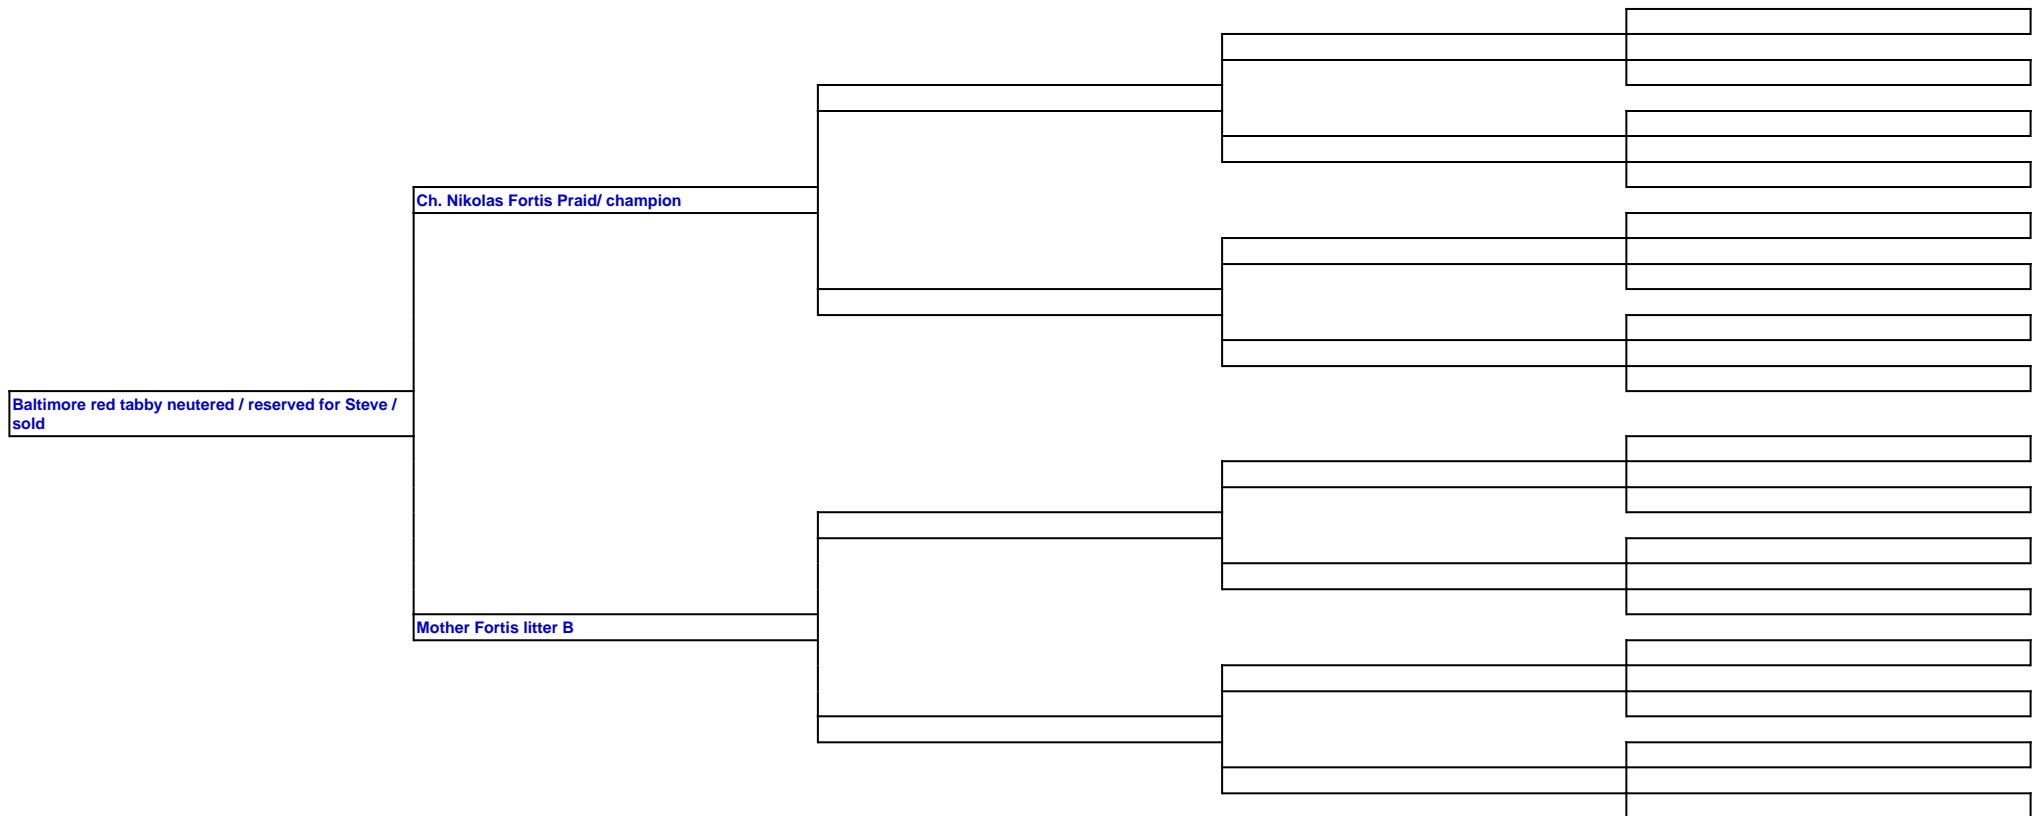 Ch. Nikolas Fortis Praid/ champion
Baltimore red tabby neutered / reserved for Steve /
sold
Mother Fortis litter B